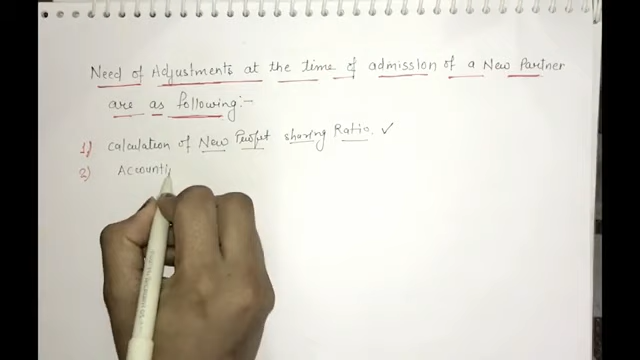 Need of Adjustments at the time of admission of a New Partner
are as following:-
1) Calculation of New Profit sharing Ratio. ✓
2) Accounti